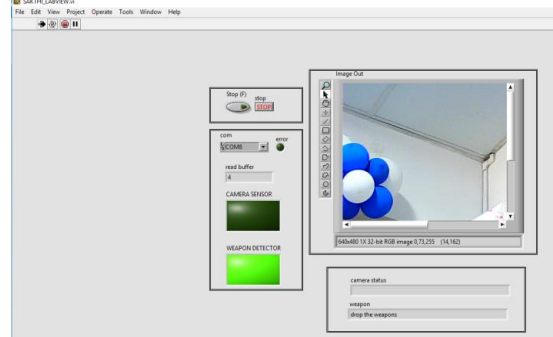 SAKTHI_LABVIEW.vi
File Edit View Project Operate Tools Window Help
Stop (F)
stop
STOP
com
COM8
error
read buffer
4
CAMERA SENSOR
WEAPON DETECTOR
Image Out
640x480 1X 32-bit RGB image 0,73,255 (14,162)
camera status
weapon
drop the weapons